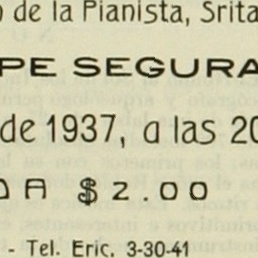 o de la Pianista, Srita
PE SEGURA
de 1937, a las 20
DA $2.00
- Tel. Eric. 3-30-41